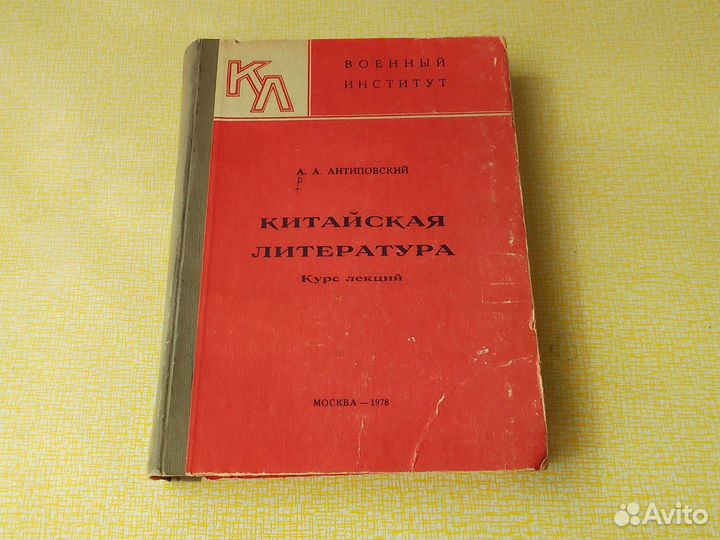 КЛ
ВОЕННЫЙ
ИНСТИТУТ
А. А. АНТИПОВСКИЙ
р
т
КИТАЙСКАЯ
ЛИТЕРАТУРА
Курс лекций
МОСКВА — 1978
Avito